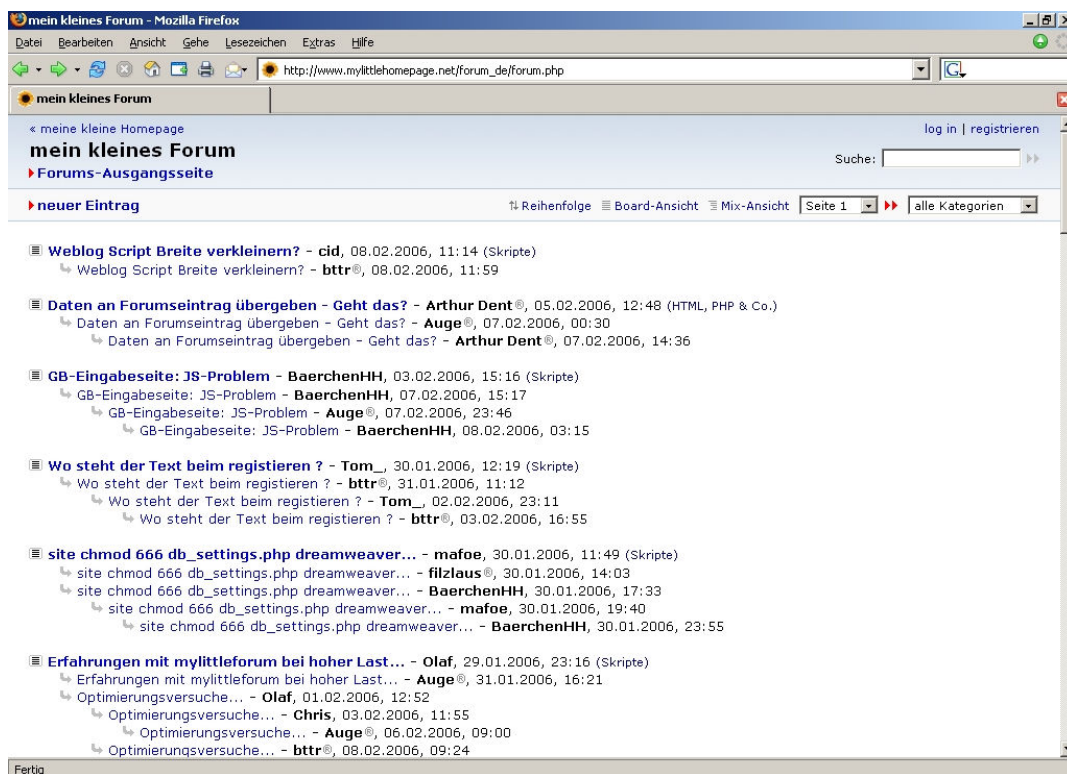 mein kleines Forum - Mozilla Firefox
Datei Bearbeiten Ansicht Gehe Lesezeichen Extras Hilfe
http://www.mylittlehomepage.net/forum_de/forum.php G
mein kleines Forum
« meine kleine Homepage log in | registrieren
mein kleines Forum
Suche:
Forums-Ausgangsseite
neuer Eintrag Reihenfolge Board-Ansicht Mix-Ansicht Seite 1 alle Kategorien
Weblog Script Breite verkleinern? - cid, 08.02.2006, 11:14 (Skripte)
Weblog Script Breite verkleinern? - bttr®, 08.02.2006, 11:59
Daten an Forumseintrag übergeben - Geht das? - Arthur Dent®, 05.02.2006, 12:48 (HTML, PHP & Co.)
Daten an Forumseintrag übergeben - Geht das? - Auge®, 07.02.2006, 00:30
Daten an Forumseintrag übergeben - Geht das? - Arthur Dent®, 07.02.2006, 14:36
GB-Eingabeseite: JS-Problem - BaerchenHH, 03.02.2006, 15:16 (Skripte)
GB-Eingabeseite: JS-Problem - BaerchenHH, 07.02.2006, 15:17
GB-Eingabeseite: JS-Problem - Auge®, 07.02.2006, 23:46
GB-Eingabeseite: JS-Problem - BaerchenHH, 08.02.2006, 03:15
Wo steht der Text beim registieren ? - Tom_, 30.01.2006, 12:19 (Skripte)
Wo steht der Text beim registieren ? - bttr®, 31.01.2006, 11:12
Wo steht der Text beim registieren ? - Tom_, 02.02.2006, 23:11
Wo steht der Text beim registieren ? - bttr®, 03.02.2006, 16:55
site chmod 666 db_settings.php dreamweaver... - mafoe, 30.01.2006, 11:49 (Skripte)
site chmod 666 db_settings.php dreamweaver... - filzlaus®, 30.01.2006, 14:03
site chmod 666 db_settings.php dreamweaver... - BaerchenHH, 30.01.2006, 17:33
site chmod 666 db_settings.php dreamweaver... - mafoe, 30.01.2006, 19:40
site chmod 666 db_settings.php dreamweaver... - BaerchenHH, 30.01.2006, 23:55
Erfahrungen mit mylittleforum bei hoher Last... - Olaf, 29.01.2006, 23:16 (Skripte)
Erfahrungen mit mylittleforum bei hoher Last... - Auge®, 31.01.2006, 16:21
Optimierungsversuche... - Olaf, 01.02.2006, 12:52
Optimierungsversuche... - Chris, 03.02.2006, 11:55
Optimierungsversuche... - Auge®, 06.02.2006, 09:00
Optimierungsversuche... - bttr®, 08.02.2006, 09:24
Fertig